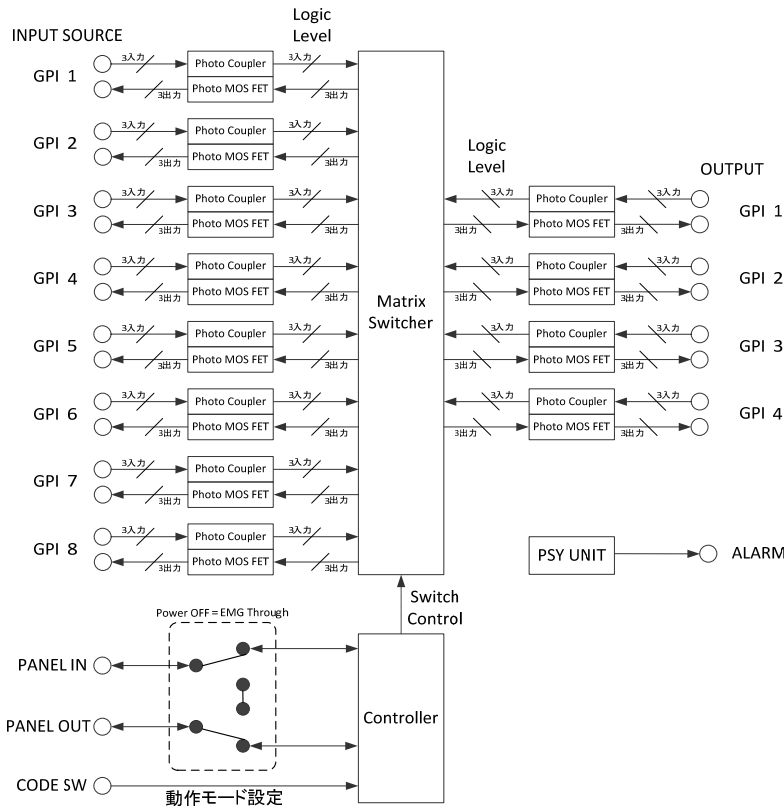 INPUT SOURCE
Logic
Level
GPI 1
3入力
Photo Coupler
3入力
3出力
Photo MOS FET
3出力
GPI 2
3入力
Photo Coupler
3入力
3出力
Photo MOS FET
3出力
GPI 3
3入力
Photo Coupler
3入力
3出力
Photo MOS FET
3出力
GPI 4
3入力
Photo Coupler
3入力
3出力
Photo MOS FET
3出力
GPI 5
3入力
Photo Coupler
3入力
3出力
Photo MOS FET
3出力
GPI 6
3入力
Photo Coupler
3入力
3出力
Photo MOS FET
3出力
GPI 7
3入力
Photo Coupler
3入力
3出力
Photo MOS FET
3出力
GPI 8
3入力
Photo Coupler
3入力
3出力
Photo MOS FET
3出力
Matrix
Switcher
Logic
Level
OUTPUT
3入力
Photo Coupler
3入力
GPI 1
3出力
Photo MOS FET
3出力
3入力
Photo Coupler
3入力
GPI 2
3出力
Photo MOS FET
3出力
3入力
Photo Coupler
3入力
GPI 3
3出力
Photo MOS FET
3出力
3入力
Photo Coupler
3入力
GPI 4
3出力
Photo MOS FET
3出力
PSY UNIT
ALARM
Switch
Control
Power OFF = EMG Through
PANEL IN
PANEL OUT
Controller
CODE SW
動作モード設定